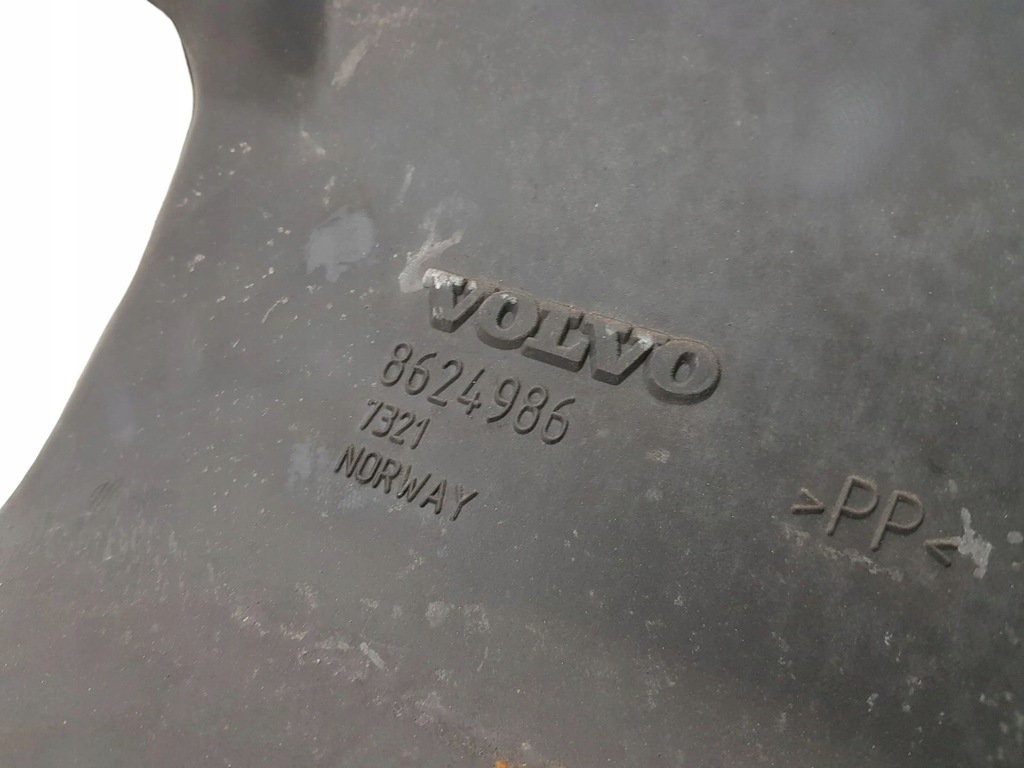 VOLVO
8624986
7321
NORWAY
>PP<